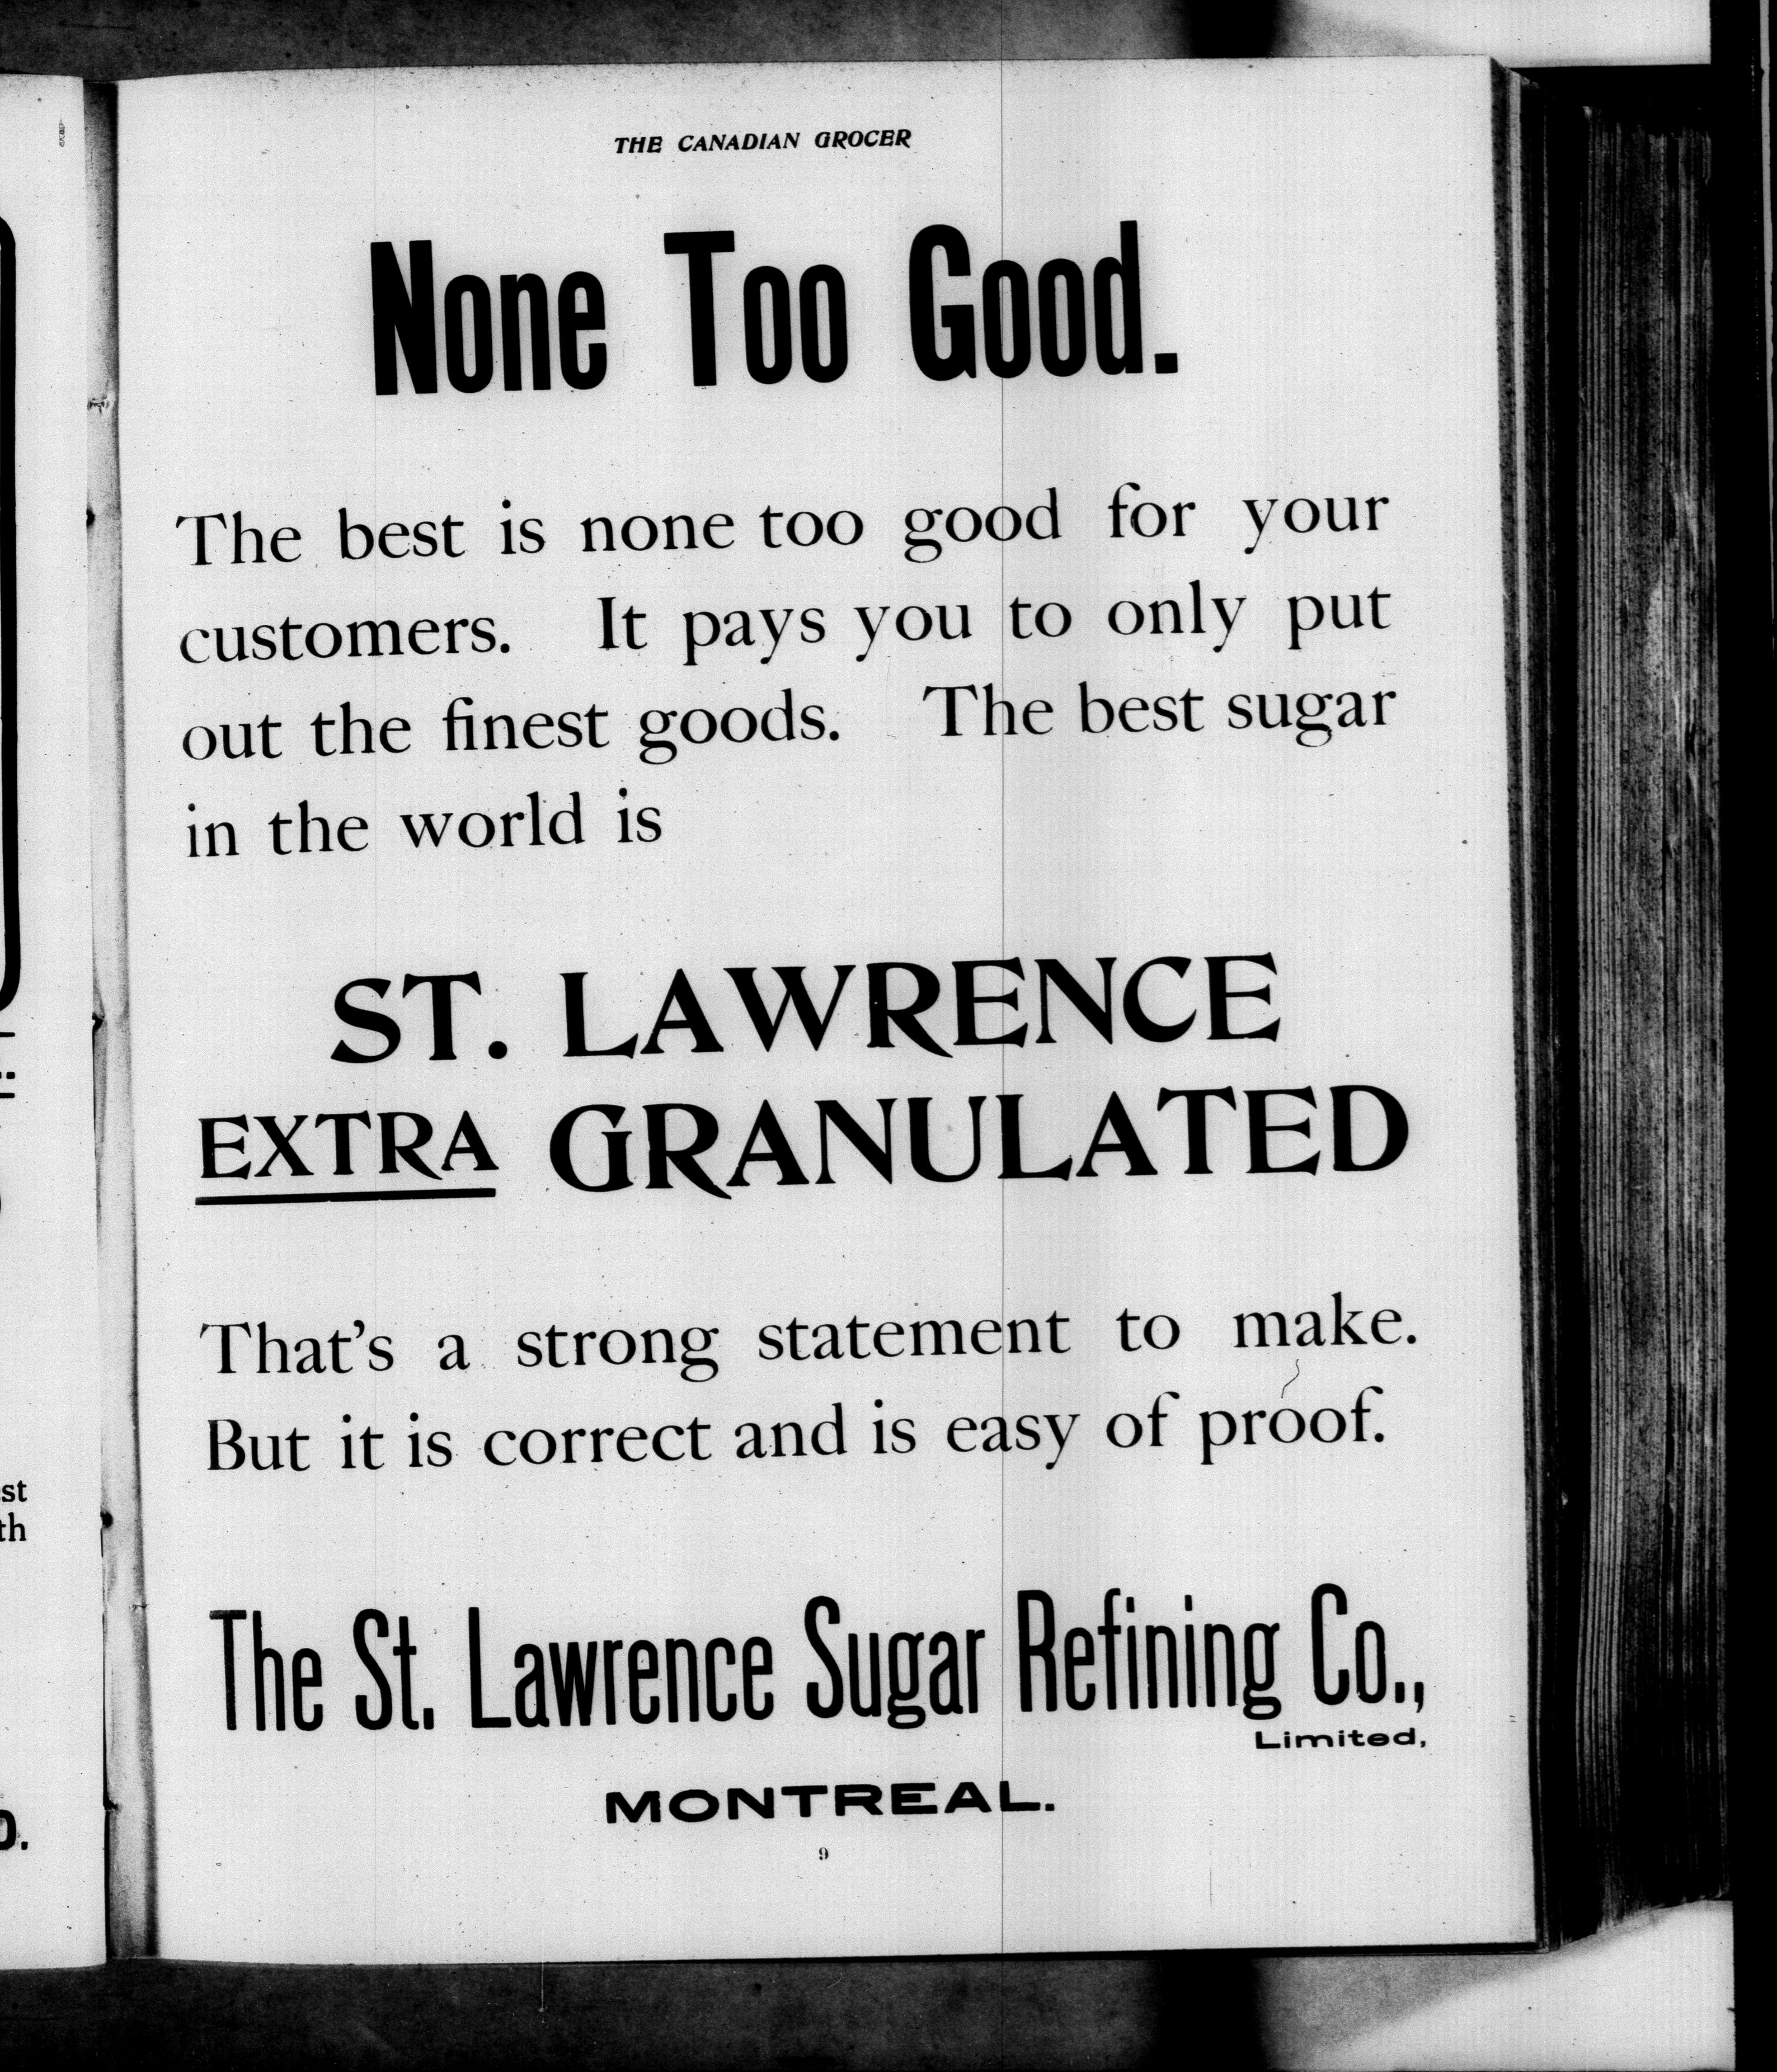 THE CANADIAN GROCER
None Too Good.
The best is none too good for your
customers. It pays you to only put
out the finest goods. The best sugar
in the world is
ST. LAWRENCE
EXTRA GRANULATED
That's a strong statement to make.
But it is correct and is easy of proof.
The St. Lawrence Sugar Refining Co.,
Limited,
MONTREAL.
9